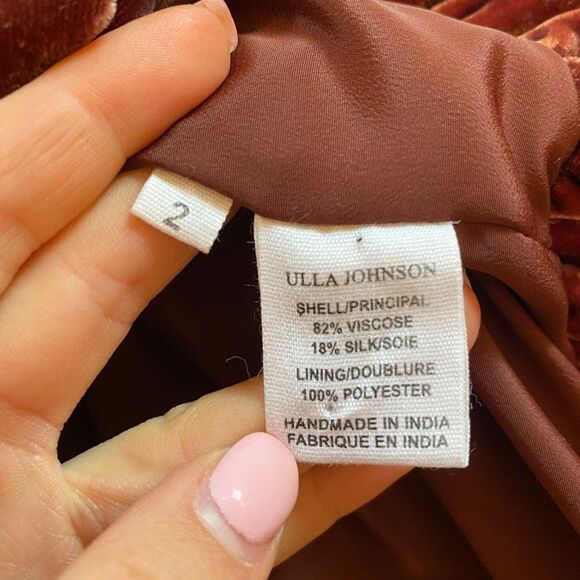 2
ULLA JOHNSON
SHELL/PRINCIPAL
82% VISCOSE
18% SILK/SOIE
LINING/DOUBLURE
100% POLYESTER
HANDMADE IN INDIA
FABRIQUE EN INDIA